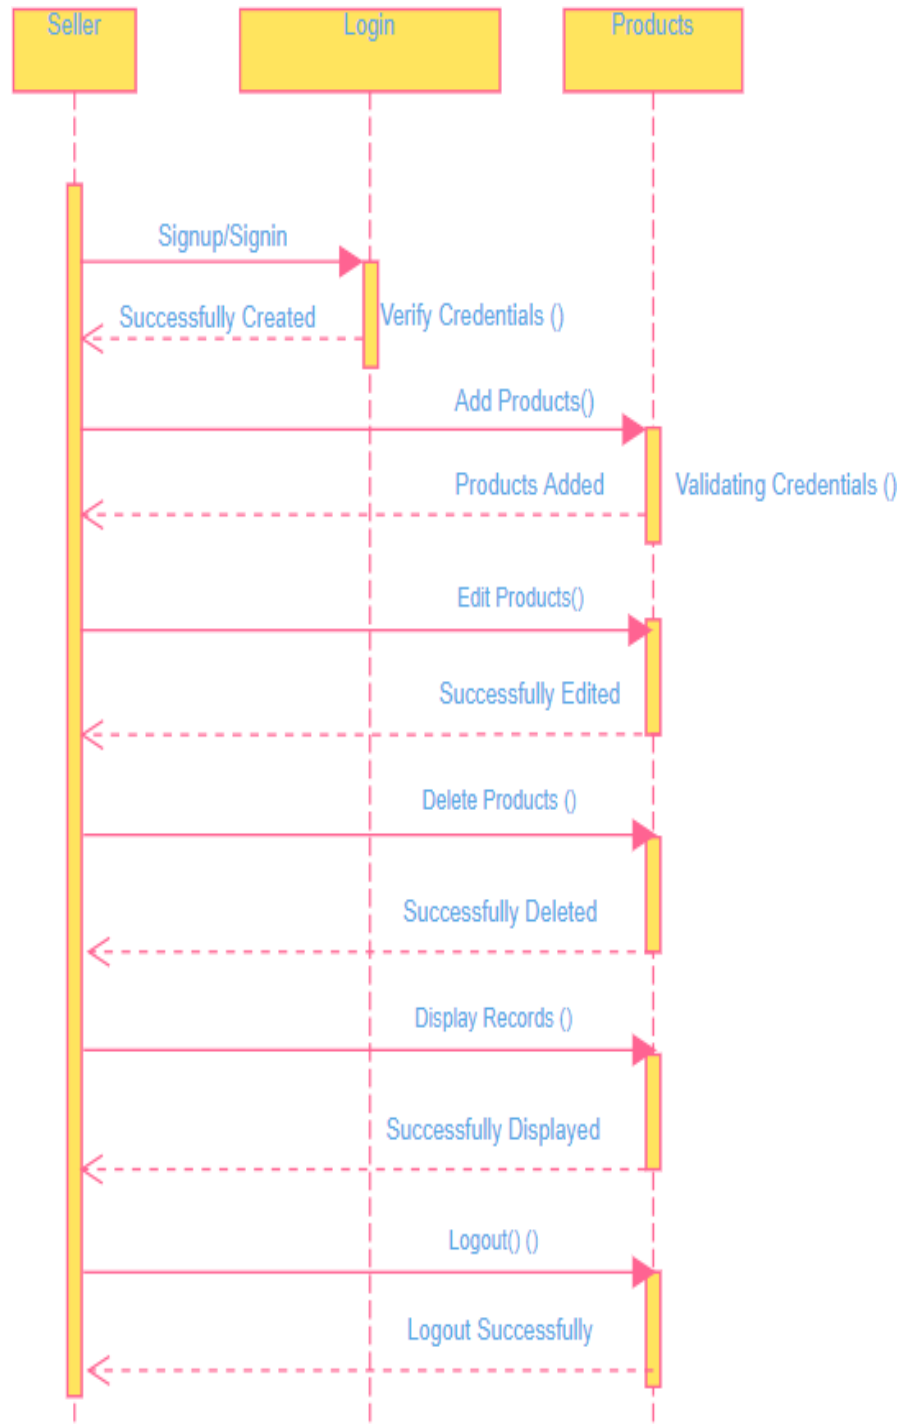 Seller
Login
Products
Signup/Signin
Successfully Created
Verify Credentials ()
Add Products()
Products Added
Validating Credentials ()
Edit Products()
Successfully Edited
Delete Products ()
Successfully Deleted
Display Records ()
Successfully Displayed
Logout() ()
Logout Successfully